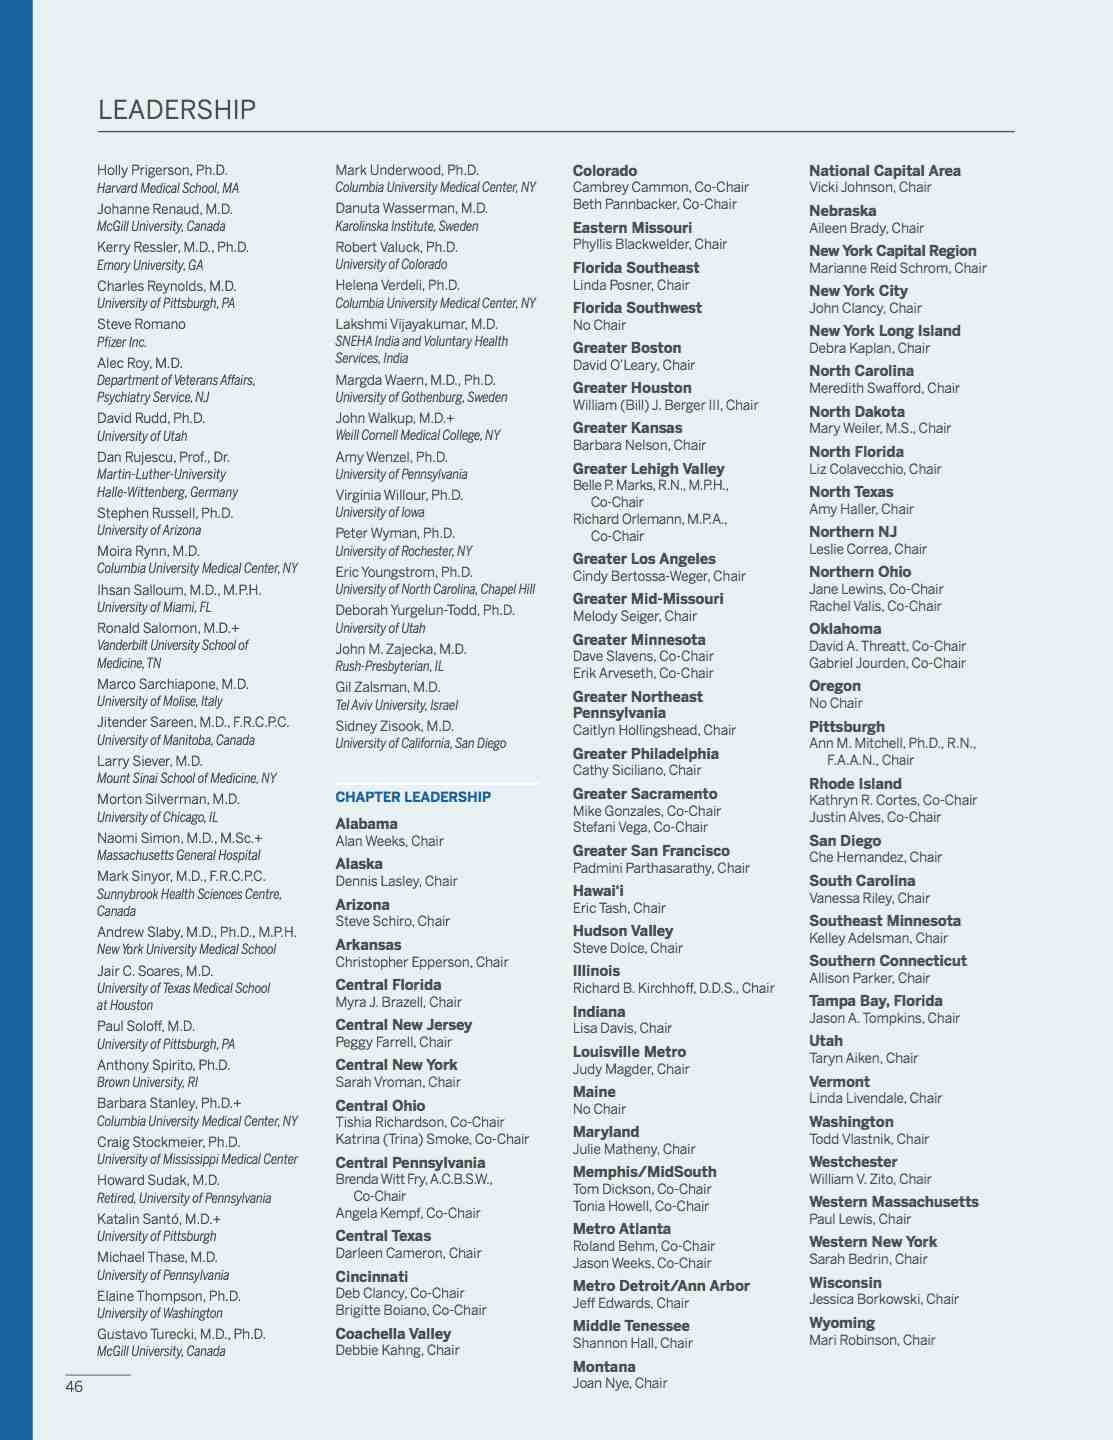 LEADERSHIP
Holly Prigerson, Ph.D.
Harvard Medical School, MA
Johanne Renaud, M.D.
McGill University, Canada
Kerry Ressler, M.D., Ph.D.
Emory University, GA
Charles Reynolds, M.D.
University of Pittsburgh, PA
Steve Romano
Pfizer Inc.
Alec Roy, M.D.
Department of Veterans Affairs,
Psychiatry Service, NJ
David Rudd, Ph.D.
University of Utah
Dan Rujescu, Prof., Dr.
Martin-Luther-University
Halle-Wittenberg, Germany
Stephen Russell, Ph.D.
University of Arizona
Moira Rynn, M.D.
Columbia University Medical Center, NY
Ihsan Salloum, M.D., M.P.H.
University of Miami, FL
Ronald Salomon, M.D.+
Vanderbilt University School of
Medicine, TN
Marco Sarchiapone, M.D.
University of Molise, Italy
Jitender Sareen, M.D., F.R.C.P.C.
University of Manitoba, Canada
Larry Siever, M.D.
Mount Sinai School of Medicine, NY
Morton Silverman, M.D.
University of Chicago, IL
Naomi Simon, M.D., M.Sc.+
Massachusetts General Hospital
Mark Sinyor, M.D., F.R.C.P.C.
Sunnybrook Health Sciences Centre,
Canada
Andrew Slaby, M.D., Ph.D., M.P.H.
New York University Medical School
Jair C. Soares, M.D.
University of Texas Medical School
at Houston
Paul Soloff, M.D.
University of Pittsburgh, PA
Anthony Spirito, Ph.D.
Brown University, RI
Barbara Stanley, Ph.D.+
Columbia University Medical Center, NY
Craig Stockmeier, Ph.D.
University of Mississippi Medical Center
Howard Sudak, M.D.
Retired, University of Pennsylvania
Katalin Santó, M.D.+
University of Pittsburgh
Michael Thase, M.D.
University of Pennsylvania
Elaine Thompson, Ph.D.
University of Washington
Gustavo Turecki, M.D., Ph.D.
McGill University, Canada
Mark Underwood, Ph.D.
Columbia University Medical Center, NY
Danuta Wasserman, M.D.
Karolinska Institute, Sweden
Robert Valuck, Ph.D.
University of Colorado
Helena Verdeli, Ph.D.
Columbia University Medical Center, NY
Lakshmi Vijayakumar, M.D.
SNEHA India and Voluntary Health
Services, India
Margda Waern, M.D., Ph.D.
University of Gothenburg, Sweden
John Walkup, M.D.+
Weill Cornell Medical College, NY
Amy Wenzel, Ph.D.
University of Pennsylvania
Virginia Willour, Ph.D.
University of Iowa
Peter Wyman, Ph.D.
University of Rochester, NY
Eric Youngstrom, Ph.D.
University of North Carolina, Chapel Hill
Deborah Yurgelun-Todd, Ph.D.
University of Utah
John M. Zajecka, M.D.
Rush-Presbyterian, IL
Gil Zalsman, M.D.
Tel Aviv University, Israel
Sidney Zisook, M.D.
University of California, San Diego
CHAPTER LEADERSHIP
Alabama
Alan Weeks, Chair
Alaska
Dennis Lasley, Chair
Arizona
Steve Schiro, Chair
Arkansas
Christopher Epperson, Chair
Central Florida
Myra J. Brazell, Chair
Central New Jersey
Peggy Farrell, Chair
Central New York
Sarah Vroman, Chair
Central Ohio
Tishia Richardson, Co-Chair
Katrina (Trina) Smoke, Co-Chair
Central Pennsylvania
Brenda Witt Fry, A.C.B.S.W.,
Co-Chair
Angela Kempf, Co-Chair
Central Texas
Darleen Cameron, Chair
Cincinnati
Deb Clancy, Co-Chair
Brigitte Boiano, Co-Chair
Coachella Valley
Debbie Kahng, Chair
Colorado
Cambrey Cammon, Co-Chair
Beth Pannbacker, Co-Chair
Eastern Missouri
Phyllis Blackwelder, Chair
Florida Southeast
Linda Posner, Chair
Florida Southwest
No Chair
Greater Boston
David O'Leary, Chair
Greater Houston
William (Bill) J. Berger III, Chair
Greater Kansas
Barbara Nelson, Chair
Greater Lehigh Valley
Belle P. Marks, R.N., M.P.H.,
Co-Chair
Richard Orlemann, M.P.A.,
Co-Chair
Greater Los Angeles
Cindy Bertossa-Weger, Chair
Greater Mid-Missouri
Melody Seiger, Chair
Greater Minnesota
Dave Slavens, Co-Chair
Erik Arveseth, Co-Chair
Greater Northeast
Pennsylvania
Caitlyn Hollingshead, Chair
Greater Philadelphia
Cathy Siciliano, Chair
Greater Sacramento
Mike Gonzales, Co-Chair
Stefani Vega, Co-Chair
Greater San Francisco
Padmini Parthasarathy, Chair
Hawai'i
Eric Tash, Chair
Hudson Valley
Steve Dolce, Chair
Illinois
Richard B. Kirchhoff, D.D.S., Chair
Indiana
Lisa Davis, Chair
Louisville Metro
Judy Magder, Chair
Maine
No Chair
Maryland
Julie Matheny, Chair
Memphis/MidSouth
Tom Dickson, Co-Chair
Tonia Howell, Co-Chair
Metro Atlanta
Roland Behm, Co-Chair
Jason Weeks, Co-Chair
Metro Detroit/Ann Arbor
Jeff Edwards, Chair
Middle Tenessee
Shannon Hall, Chair
Montana
Joan Nye, Chair
National Capital Area
Vicki Johnson, Chair
Nebraska
Aileen Brady, Chair
New York Capital Region
Marianne Reid Schrom, Chair
New York City
John Clancy, Chair
New York Long Island
Debra Kaplan, Chair
North Carolina
Meredith Swafford, Chair
North Dakota
Mary Weiler, M.S., Chair
North Florida
Liz Colavecchio, Chair
North Texas
Amy Haller, Chair
Northern NJ
Leslie Correa, Chair
Northern Ohio
Jane Lewins, Co-Chair
Rachel Valis, Co-Chair
Oklahoma
David A. Threatt, Co-Chair
Gabriel Jourden, Co-Chair
Oregon
No Chair
Pittsburgh
Ann M. Mitchell, Ph.D., R.N.,
F.A.A.N., Chair
Rhode Island
Kathryn R. Cortes, Co-Chair
Justin Alves, Co-Chair
San Diego
Che Hernandez, Chair
South Carolina
Vanessa Riley, Chair
Southeast Minnesota
Kelley Adelsman, Chair
Southern Connecticut
Allison Parker, Chair
Tampa Bay, Florida
Jason A. Tompkins, Chair
Utah
Taryn Aiken, Chair
Vermont
Linda Livendale, Chair
Washington
Todd Vlastnik, Chair
Westchester
William V. Zito, Chair
Western Massachusetts
Paul Lewis, Chair
Western New York
Sarah Bedrin, Chair
Wisconsin
Jessica Borkowski, Chair
Wyoming
Mari Robinson, Chair
46